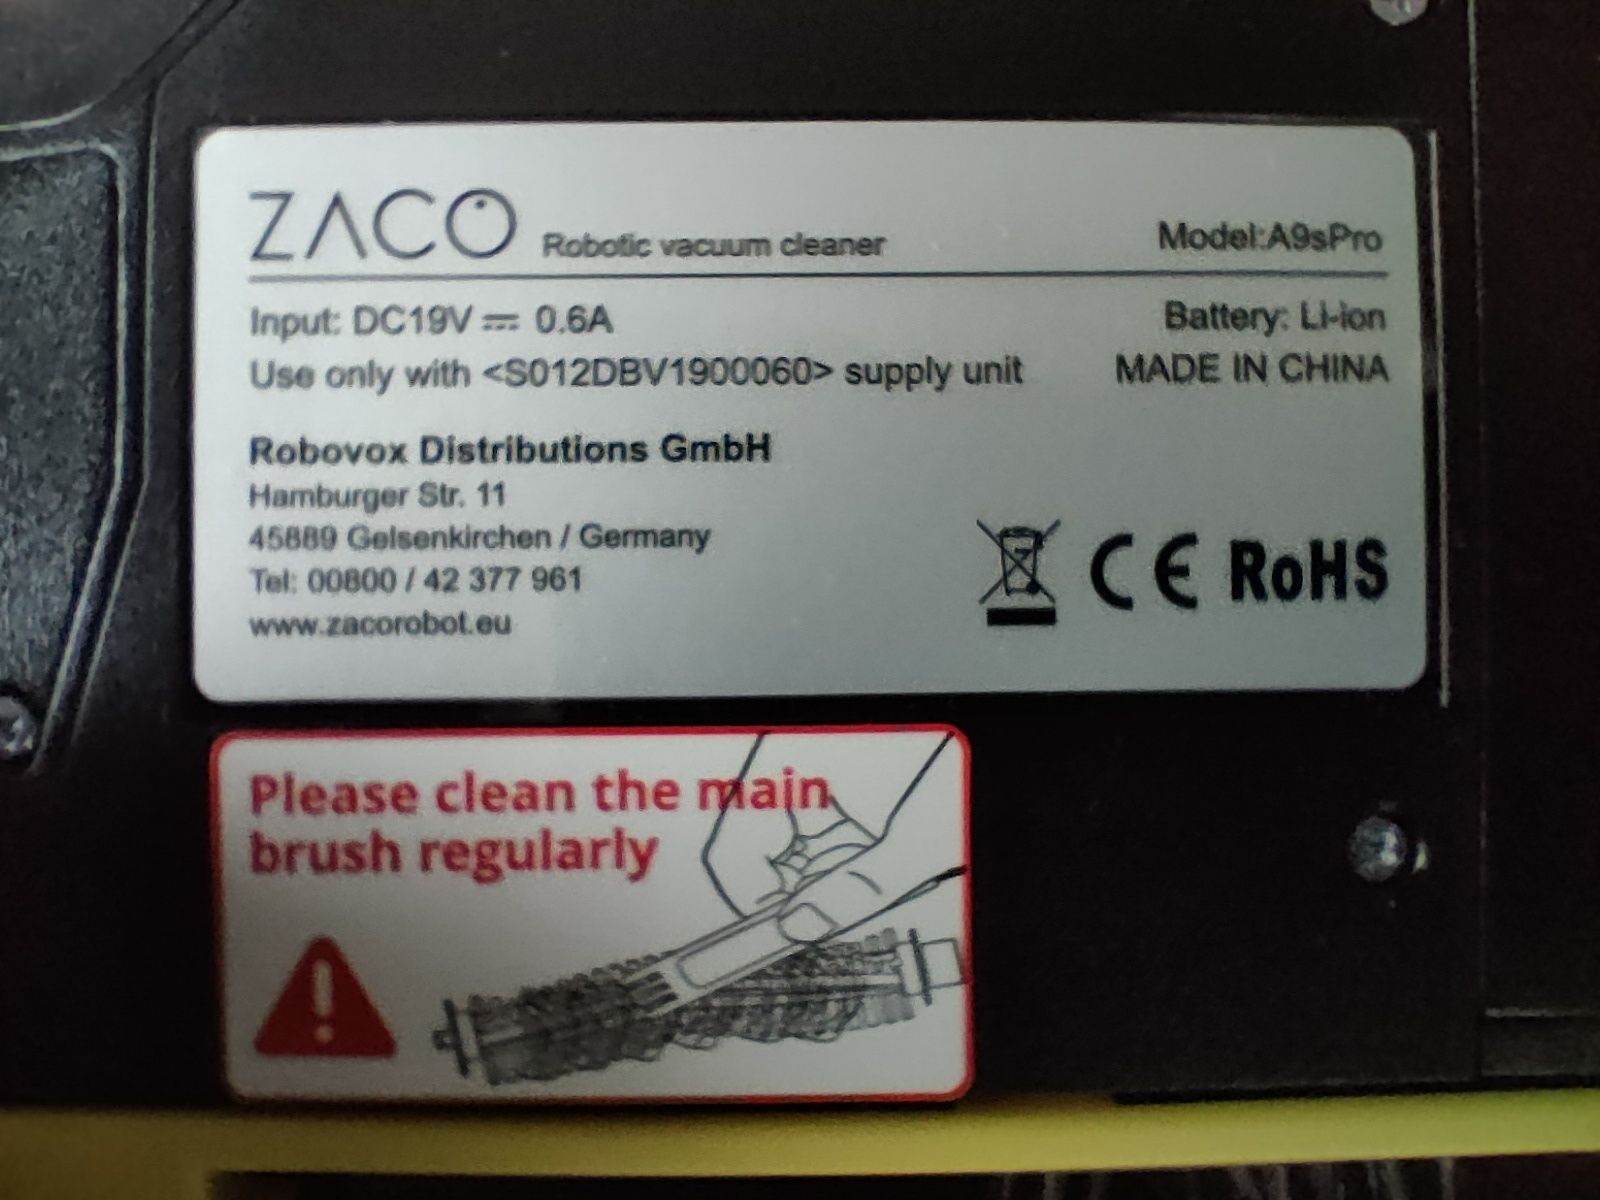 ZACO Robotic vacuum cleaner Model:A9sPro
Input: DC19V ⎓ 0.6A Battery: Li-ion
Use only with <S012DBV1900060> supply unit MADE IN CHINA
Robovox Distributions GmbH
Hamburger Str. 11
45889 Gelsenkirchen / Germany
Tel: 00800 / 42 377 961
www.zacorobot.eu
CE RoHS
Please clean the main
brush regularly